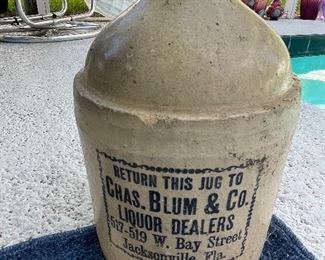 RETURN THIS JUG TO
CHAS. BLUM & CO.
LIQUOR DEALERS
517-519 W. Bay Street
Jacksonville, Fla.